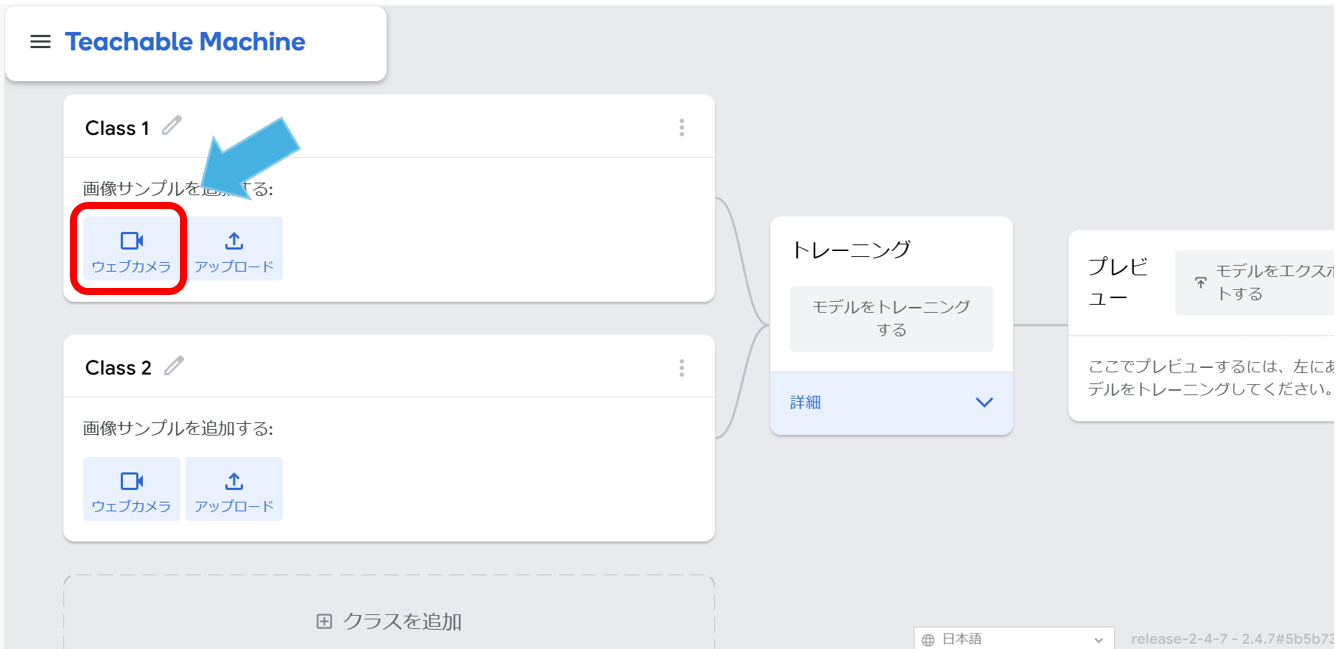 Teachable Machine
Class 1
画像サンプルを追加する:
ウェブカメラ
アップロード
Class 2
画像サンプルを追加する:
ウェブカメラ
アップロード
クラスを追加
トレーニング
モデルをトレーニング
する
詳細
プレビ
ュー
モデルをエクスポ
トする
ここでプレビューするには、左にあ
デルをトレーニングしてください。
日本語
release-2-4-7 - 2.4.7#5b5b73